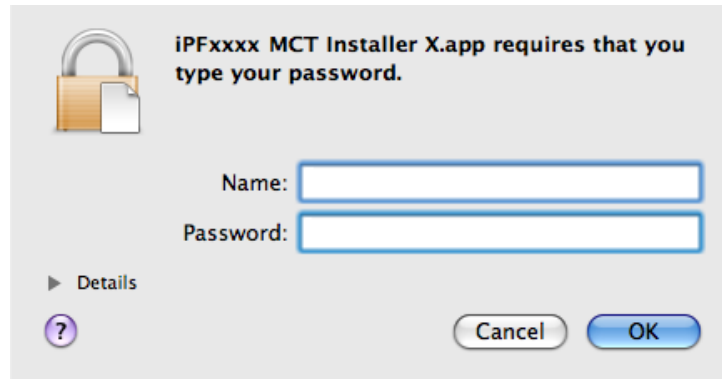 iPFxxxx MCT Installer X.app requires that you
type your password.
Name:
Password:
Details
?
Cancel
OK